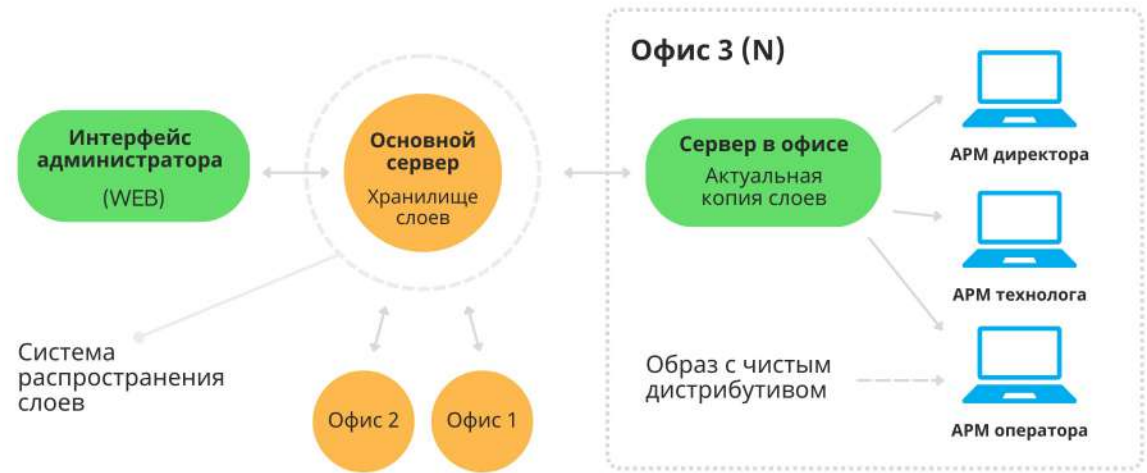 Интерфейс
администратора
(WEB)
Основной
сервер
Хранилище
слоев
Система
распространения
слоев
Офис 2
Офис 1
Офис 3 (N)
Сервер в офисе
Актуальная
копия слоев
Образ с чистым
дистрибутивом
АРМ директора
АРМ технолога
АРМ оператора